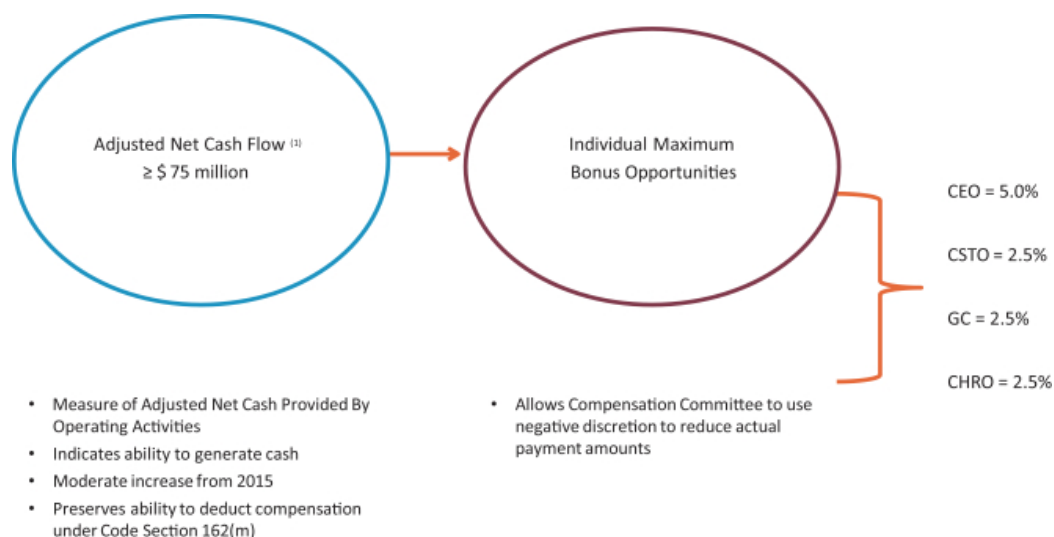 Adjusted Net Cash Flow (1)
≥ $ 75 million
Individual Maximum
Bonus Opportunities
CEO = 5.0%
CSTO = 2.5%
GC = 2.5%
CHRO = 2.5%
• Measure of Adjusted Net Cash Provided By
Operating Activities
• Indicates ability to generate cash
• Moderate increase from 2015
• Preserves ability to deduct compensation
under Code Section 162(m)
• Allows Compensation Committee to use
negative discretion to reduce actual
payment amounts